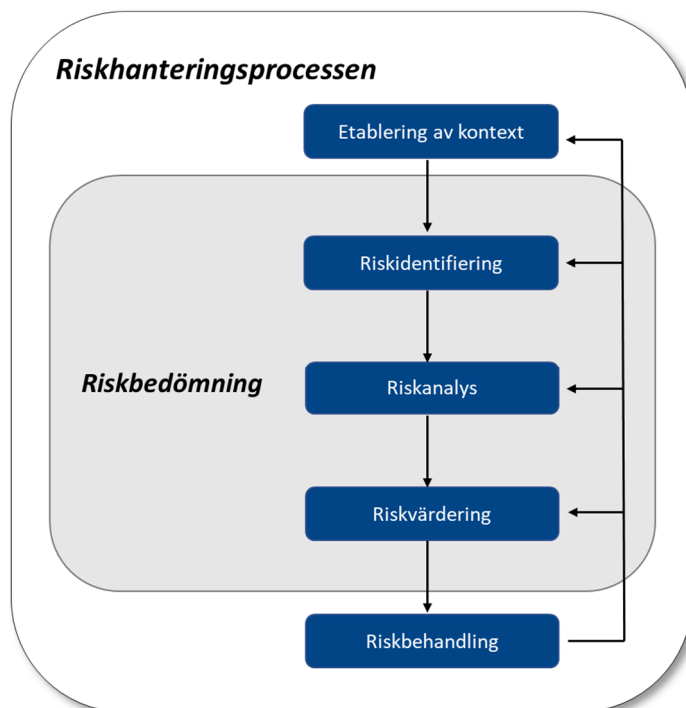 Riskhanteringsprocessen
Etablering av kontext
Riskidentifiering
Riskbedömning
Riskanalys
Riskvärdering
Riskbehandling